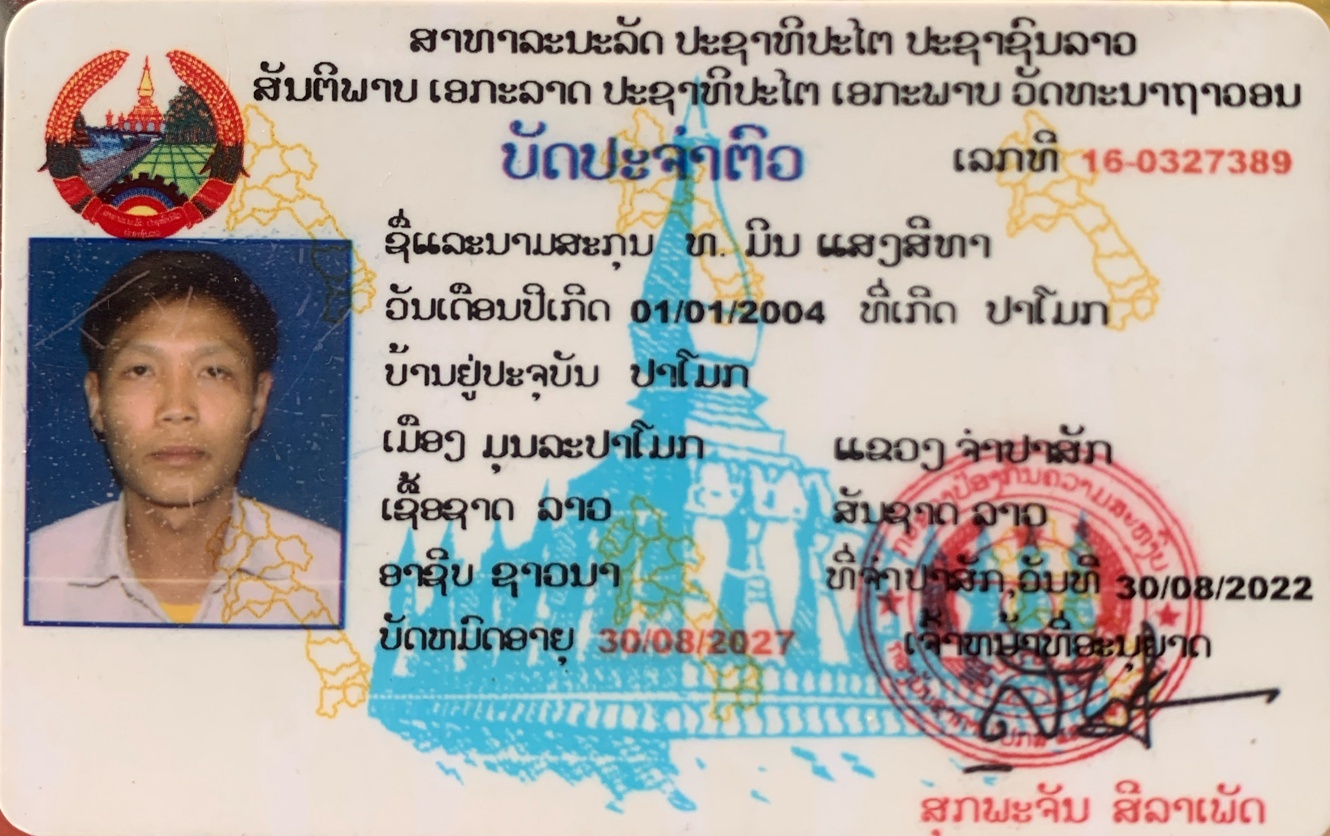 ສາທາລະນະລັດ ປະຊາທິປະໄຕ ປະຊາຊົນລາວ
ສັນຕິພາບ ເອກະລາດ ປະຊາທິປະໄຕ ເອກະພາບ ວັດທະນາຖາວອນ
ບັດປະຈຳຕົວ ເລກທີ 16-0327389
ຊື່ແລະນາມສະກຸນ ທ. ມິນ ແສງສີທາ
ວັນເດືອນປີເກີດ 01/01/2004 ທີ່ເກີດ ປາໂມກ
ບ້ານຢູ່ປະຈຸບັນ ປາໂມກ
ເມືອງ ມຸນລະປາໂມກ ແຂວງ ຈຳປາສັກ
ເຊື້ອຊາດ ລາວ ສັນຊາດ ລາວ
ອາຊີບ ຊາວນາ ທີ່ຈຳປາສັກ,ວັນທີ 30/08/2022
ບັດຫມົດອາຍຸ 30/08/2027 ເຈົ້າຫນ້າທີ່ອະນຸຍາດ
ສຸກພະຈັນ ສີລາເພັດ